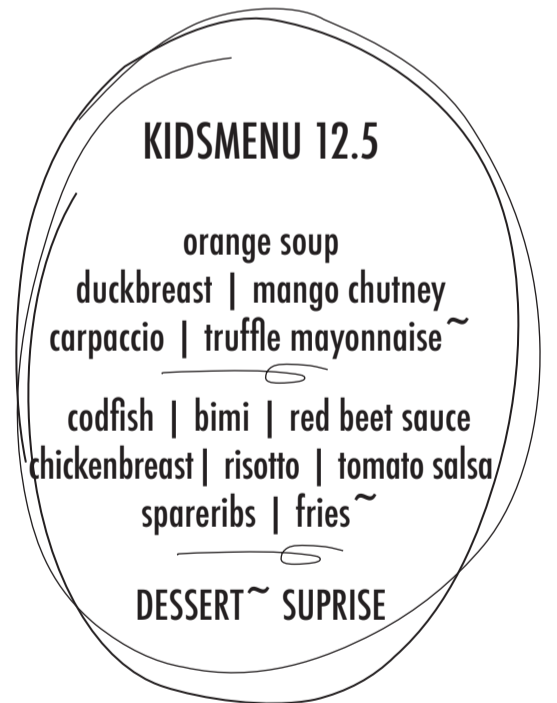 KIDSMENU 12.5
orange soup
duckbreast | mango chutney
carpaccio | truffle mayonnaise~
codfish | bimi | red beet sauce
chickenbreast | risotto | tomato salsa
spareribs | fries~
DESSERT~ SUPRISE